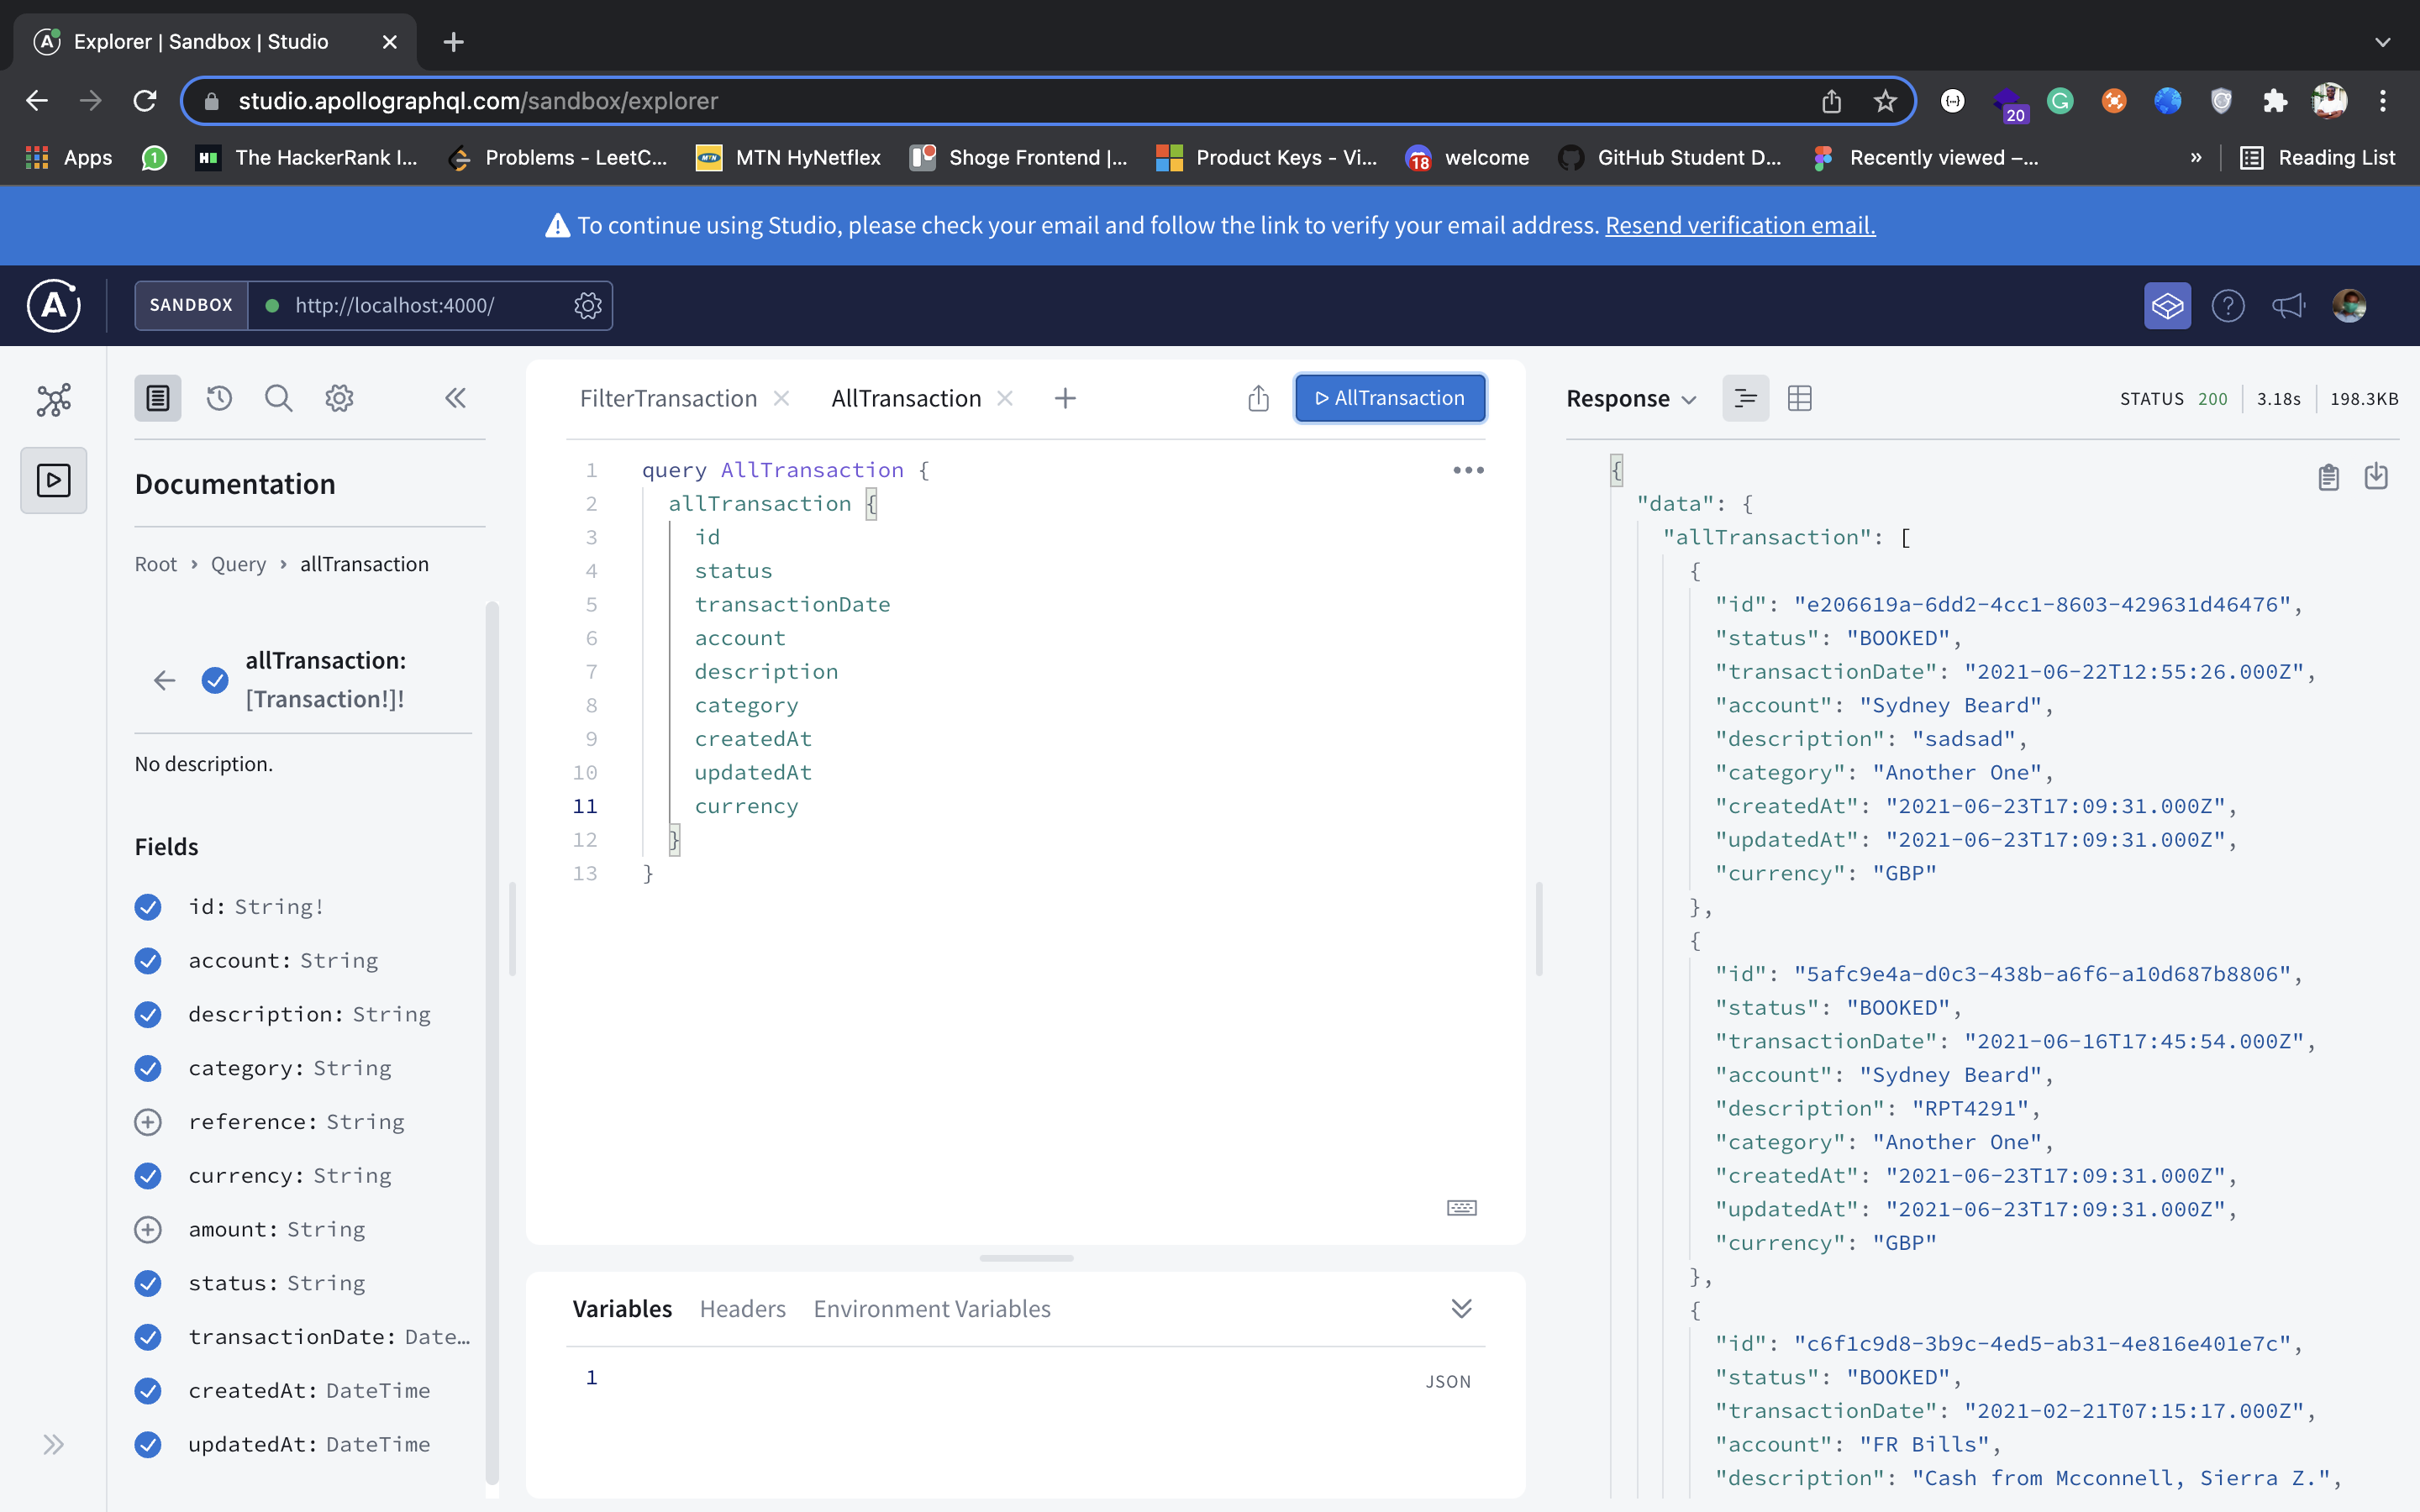 Explorer | Sandbox | Studio
studio.apollographql.com/sandbox/explorer
20
Apps
1
The HackerRank I...
Problems - LeetC...
MTN HyNetflex
Shoge Frontend |...
Product Keys - Vi...
18
welcome
GitHub Student D...
Recently viewed –...
»
Reading List
To continue using Studio, please check your email and follow the link to verify your email address. Resend verification email.
SANDBOX
http://localhost:4000/
Documentation
Root › Query › allTransaction
allTransaction:
[Transaction!]!
No description.
Fields
id: String!
account: String
description: String
category: String
reference: String
currency: String
amount: String
status: String
transactionDate: Date…
createdAt: DateTime
updatedAt: DateTime
FilterTransaction
AllTransaction
AllTransaction
1 query AllTransaction {
2 allTransaction {
3 id
4 status
5 transactionDate
6 account
7 description
8 category
9 createdAt
10 updatedAt
11 currency
12 }
13 }
Variables Headers Environment Variables
1
JSON
Response
STATUS 200 3.18s 198.3KB
{
"data": {
"allTransaction": [
{
"id": "e206619a-6dd2-4cc1-8603-429631d46476",
"status": "BOOKED",
"transactionDate": "2021-06-22T12:55:26.000Z",
"account": "Sydney Beard",
"description": "sadsad",
"category": "Another One",
"createdAt": "2021-06-23T17:09:31.000Z",
"updatedAt": "2021-06-23T17:09:31.000Z",
"currency": "GBP"
},
{
"id": "5afc9e4a-d0c3-438b-a6f6-a10d687b8806",
"status": "BOOKED",
"transactionDate": "2021-06-16T17:45:54.000Z",
"account": "Sydney Beard",
"description": "RPT4291",
"category": "Another One",
"createdAt": "2021-06-23T17:09:31.000Z",
"updatedAt": "2021-06-23T17:09:31.000Z",
"currency": "GBP"
},
{
"id": "c6f1c9d8-3b9c-4ed5-ab31-4e816e401e7c",
"status": "BOOKED",
"transactionDate": "2021-02-21T07:15:17.000Z",
"account": "FR Bills",
"description": "Cash from Mcconnell, Sierra Z.",